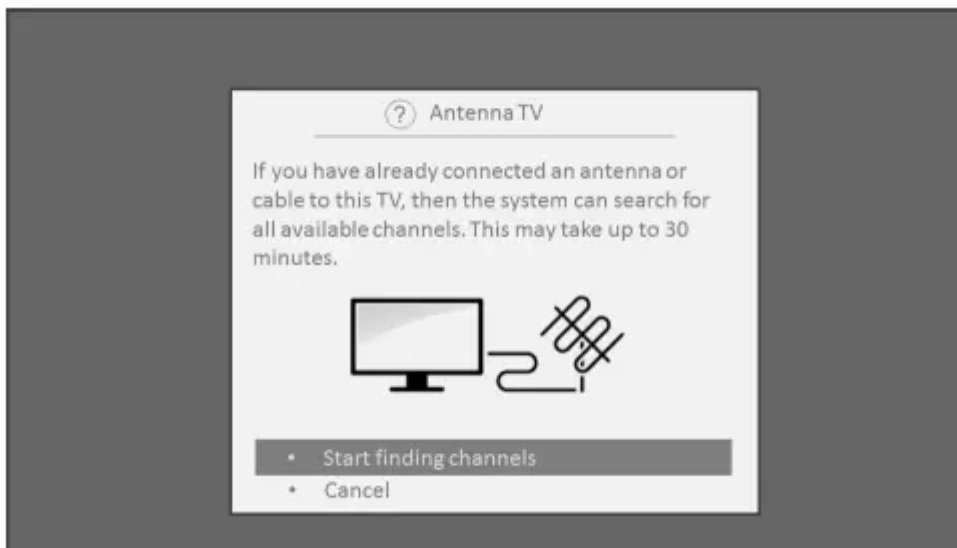 ? Antenna TV
If you have already connected an antenna or
cable to this TV, then the system can search for
all available channels. This may take up to 30
minutes.
• Start finding channels
• Cancel